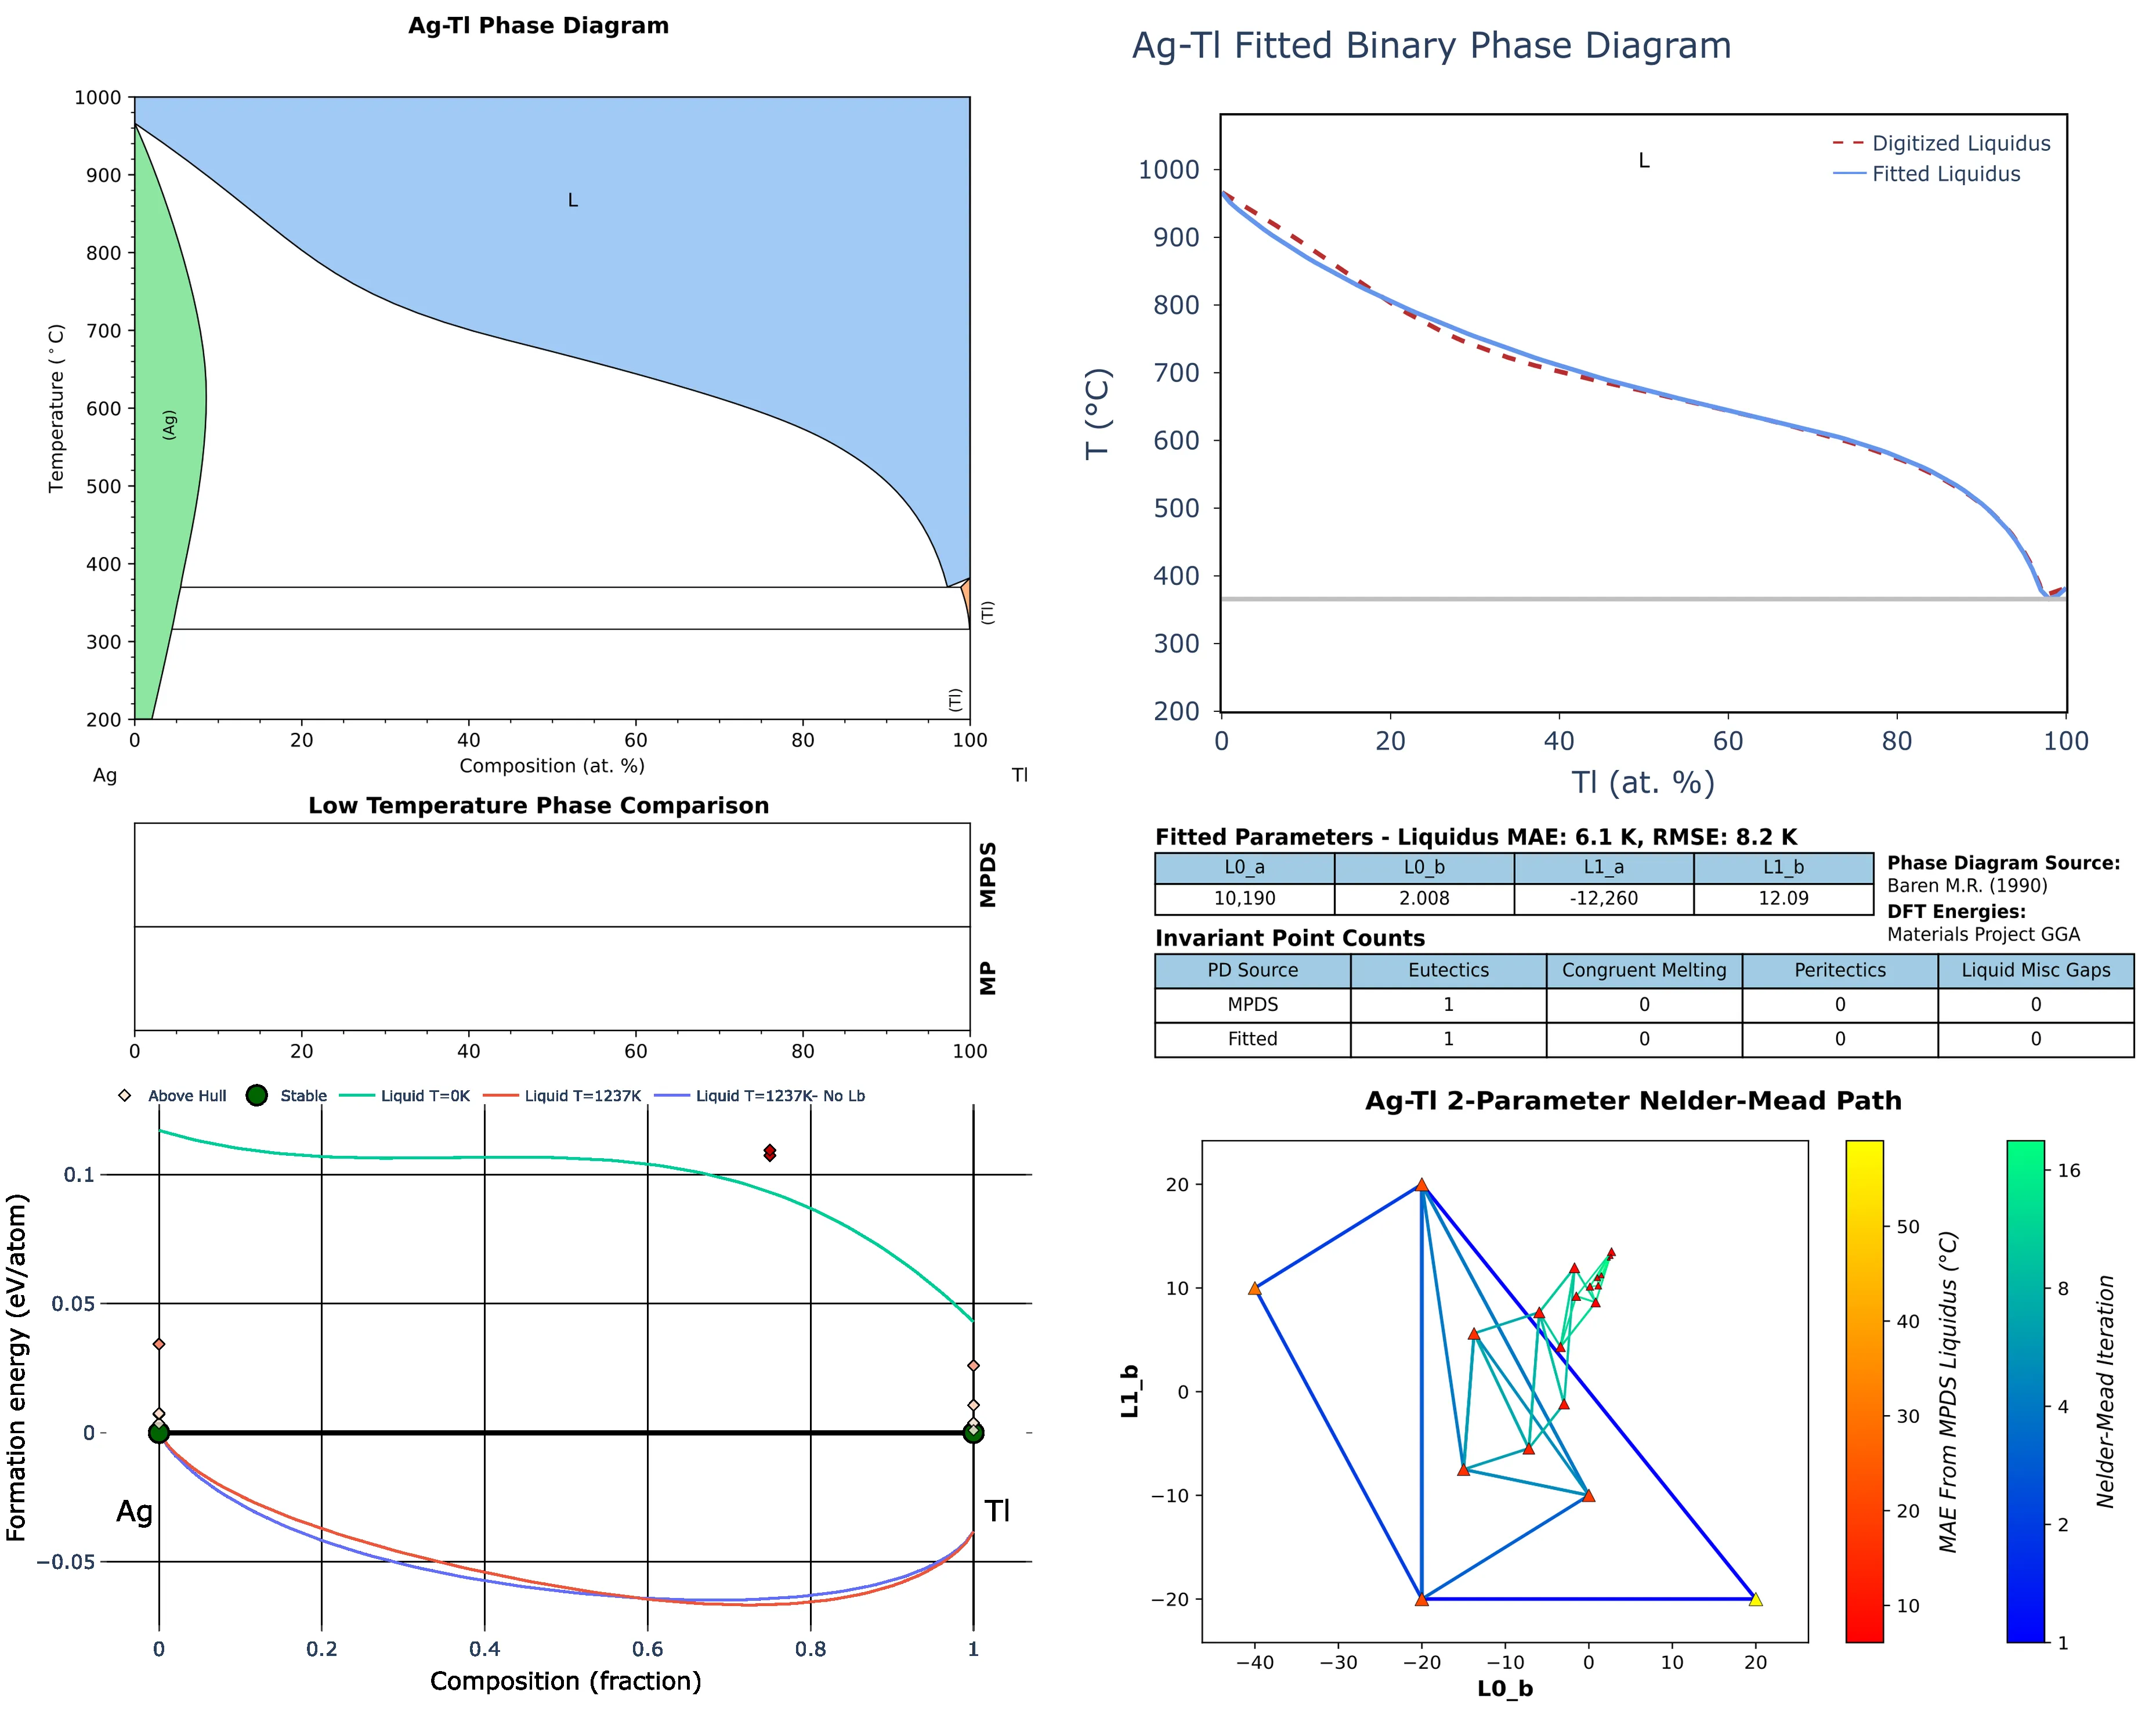 Ag-Tl Phase Diagram
1000
900
800
700
600
500
400
300
200
Temperature (°C)
L
(Ag)
(Tl)
(Tl)
0 20 40 60 80 100
Composition (at. %)
Ag Tl
Ag-Tl Fitted Binary Phase Diagram
L
Digitized Liquidus
Fitted Liquidus
1000
900
800
700
600
500
400
300
200
T (°C)
0 20 40 60 80 100
Tl (at. %)
Low Temperature Phase Comparison
MPDS
MP
0 20 40 60 80 100
Fitted Parameters - Liquidus MAE: 6.1 K, RMSE: 8.2 K
L0_a L0_b L1_a L1_b
10,190 2.008 -12,260 12.09
Phase Diagram Source:
Baren M.R. (1990)
DFT Energies:
Materials Project GGA
Invariant Point Counts
PD Source Eutectics Congruent Melting Peritectics Liquid Misc Gaps
MPDS 1 0 0 0
Fitted 1 0 0 0
Above Hull Stable Liquid T=0K Liquid T=1237K Liquid T=1237K- No Lb
0.1
0.05
0
−0.05
Formation energy (eV/atom)
Ag Tl
0 0.2 0.4 0.6 0.8 1
Composition (fraction)
Ag-Tl 2-Parameter Nelder-Mead Path
20
10
0
−10
−20
L1_b
−40 −30 −20 −10 0 10 20
L0_b
50
40
30
20
10
MAE From MPDS Liquidus (°C)
16
8
4
2
1
Nelder-Mead Iteration